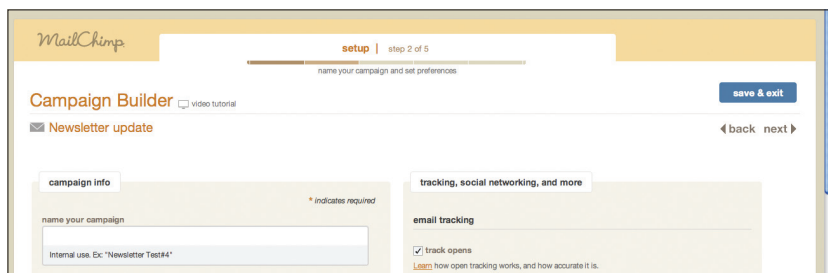 MailChimp
setup | step 2 of 5
name your campaign and set preferences
Campaign Builder video tutorial
save & exit
Newsletter update
back next
campaign info
* indicates required
name your campaign
Internal use. Ex: "Newsletter Test#4"
tracking, social networking, and more
email tracking
track opens
Learn how open tracking works, and how accurate it is.